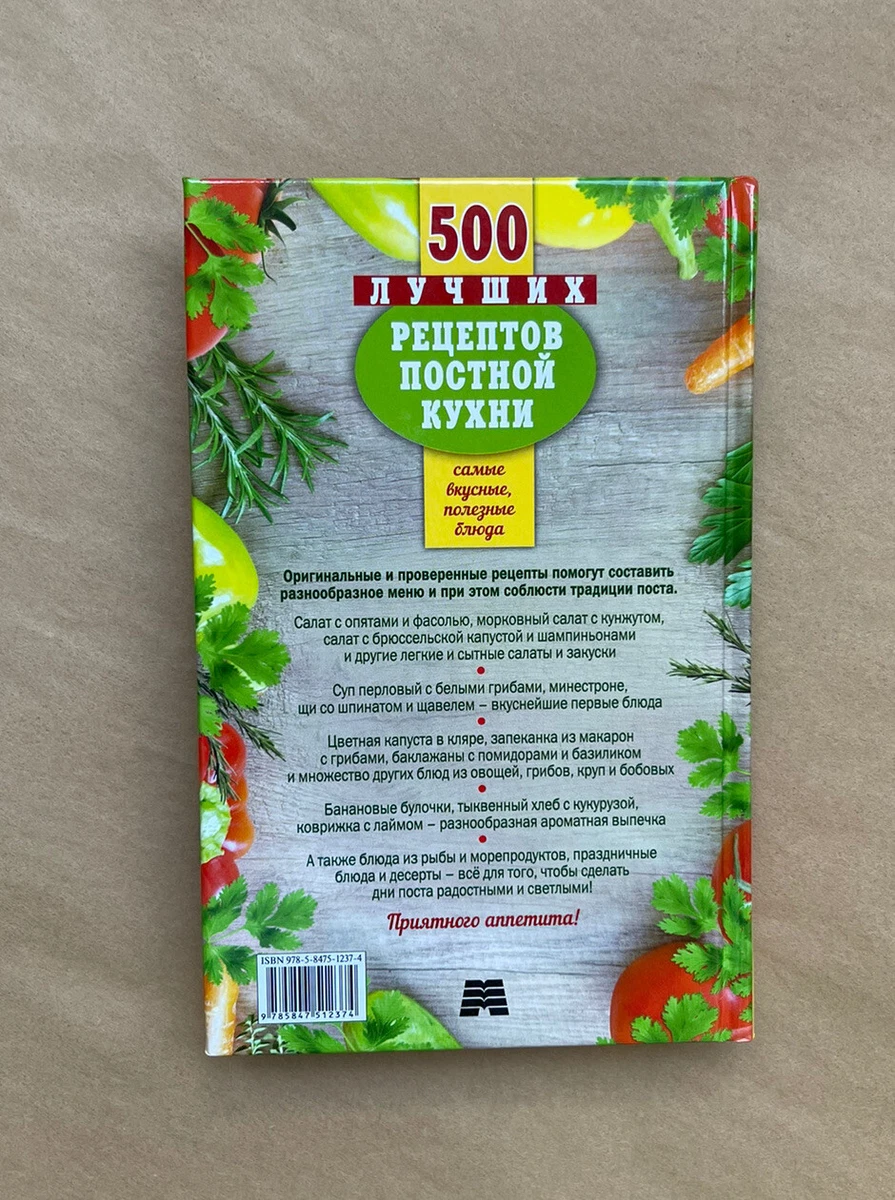 500
ЛУЧШИХ
РЕЦЕПТОВ
ПОСТНОЙ
КУХНИ
самые
вкусные,
полезные
блюда
Оригинальные и проверенные рецепты помогут составить
разнообразное меню и при этом соблюсти традиции поста.
Салат с опятами и фасолью, морковный салат с кунжутом,
салат с брюссельской капустой и шампиньонами
и другие легкие и сытные салаты и закуски
Суп перловый с белыми грибами, минестроне,
щи со шпинатом и щавелем – вкуснейшие первые блюда
Цветная капуста в кляре, запеканка из макарон
с грибами, баклажаны с помидорами и базиликом
и множество других блюд из овощей, грибов, круп и бобовых
Банановые булочки, тыквенный хлеб с кукурузой,
коврижка с лаймом – разнообразная ароматная выпечка
А также блюда из рыбы и морепродуктов, праздничные
блюда и десерты – всё для того, чтобы сделать
дни поста радостными и светлыми!
Приятного аппетита!
ISBN 978-5-8475-1237-4
9 785847 512374